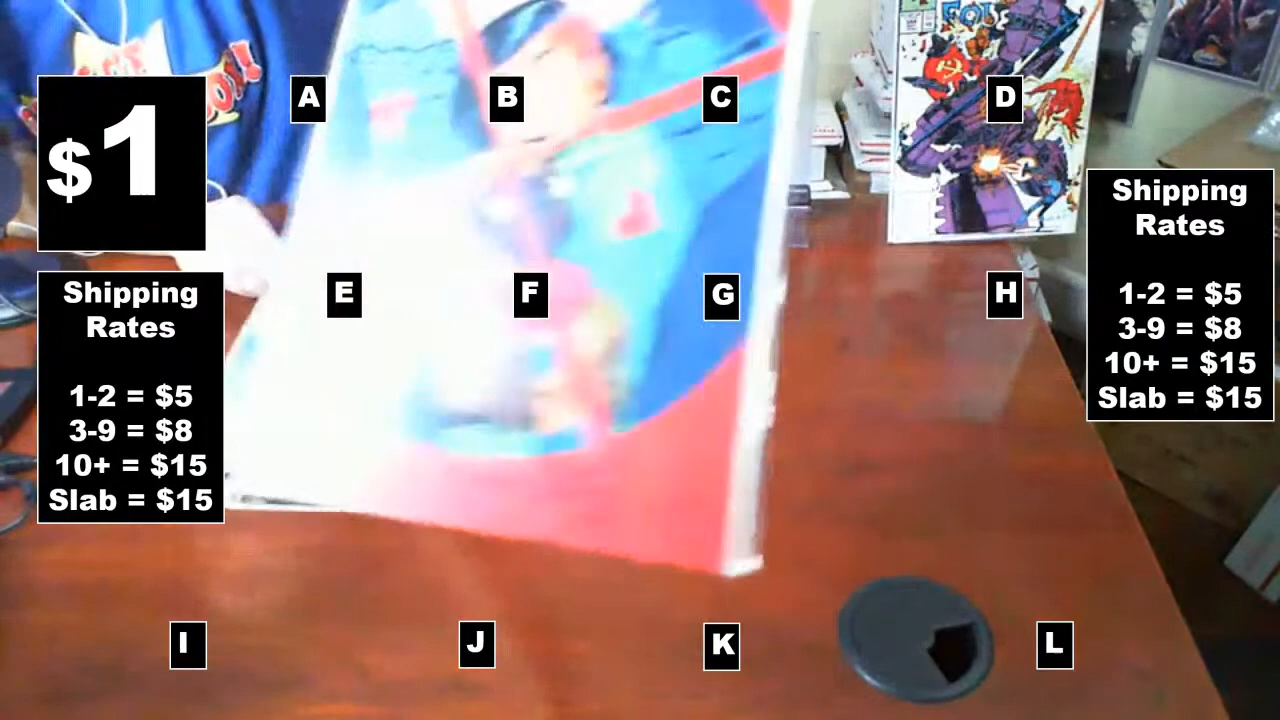 $1
A
B
C
D
Shipping
Rates
1-2 = $5
3-9 = $8
10+ = $15
Slab = $15
E
F
G
H
Shipping
Rates
1-2 = $5
3-9 = $8
10+ = $15
Slab = $15
I
J
K
L